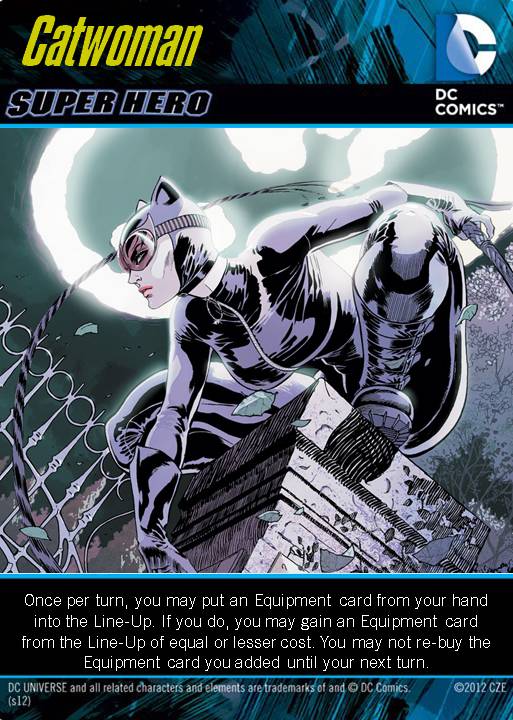 Catwoman
SUPER HERO
DC
COMICS™
Once per turn, you may put an Equipment card from your hand
into the Line-Up. If you do, you may gain an Equipment card
from the Line-Up of equal or lesser cost. You may not re-buy the
Equipment card you added until your next turn.
DC UNIVERSE and all related characters and elements are trademarks of and © DC Comics.
(s12)
©2012 CZE